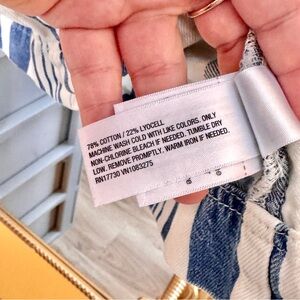 78% COTTON / 22% LYOCELL
MACHINE WASH COLD WITH LIKE COLORS. ONLY
NON-CHLORINE BLEACH IF NEEDED. TUMBLE DRY
LOW. REMOVE PROMPTLY. WARM IRON IF NEEDED.
RN17730 VN1083275